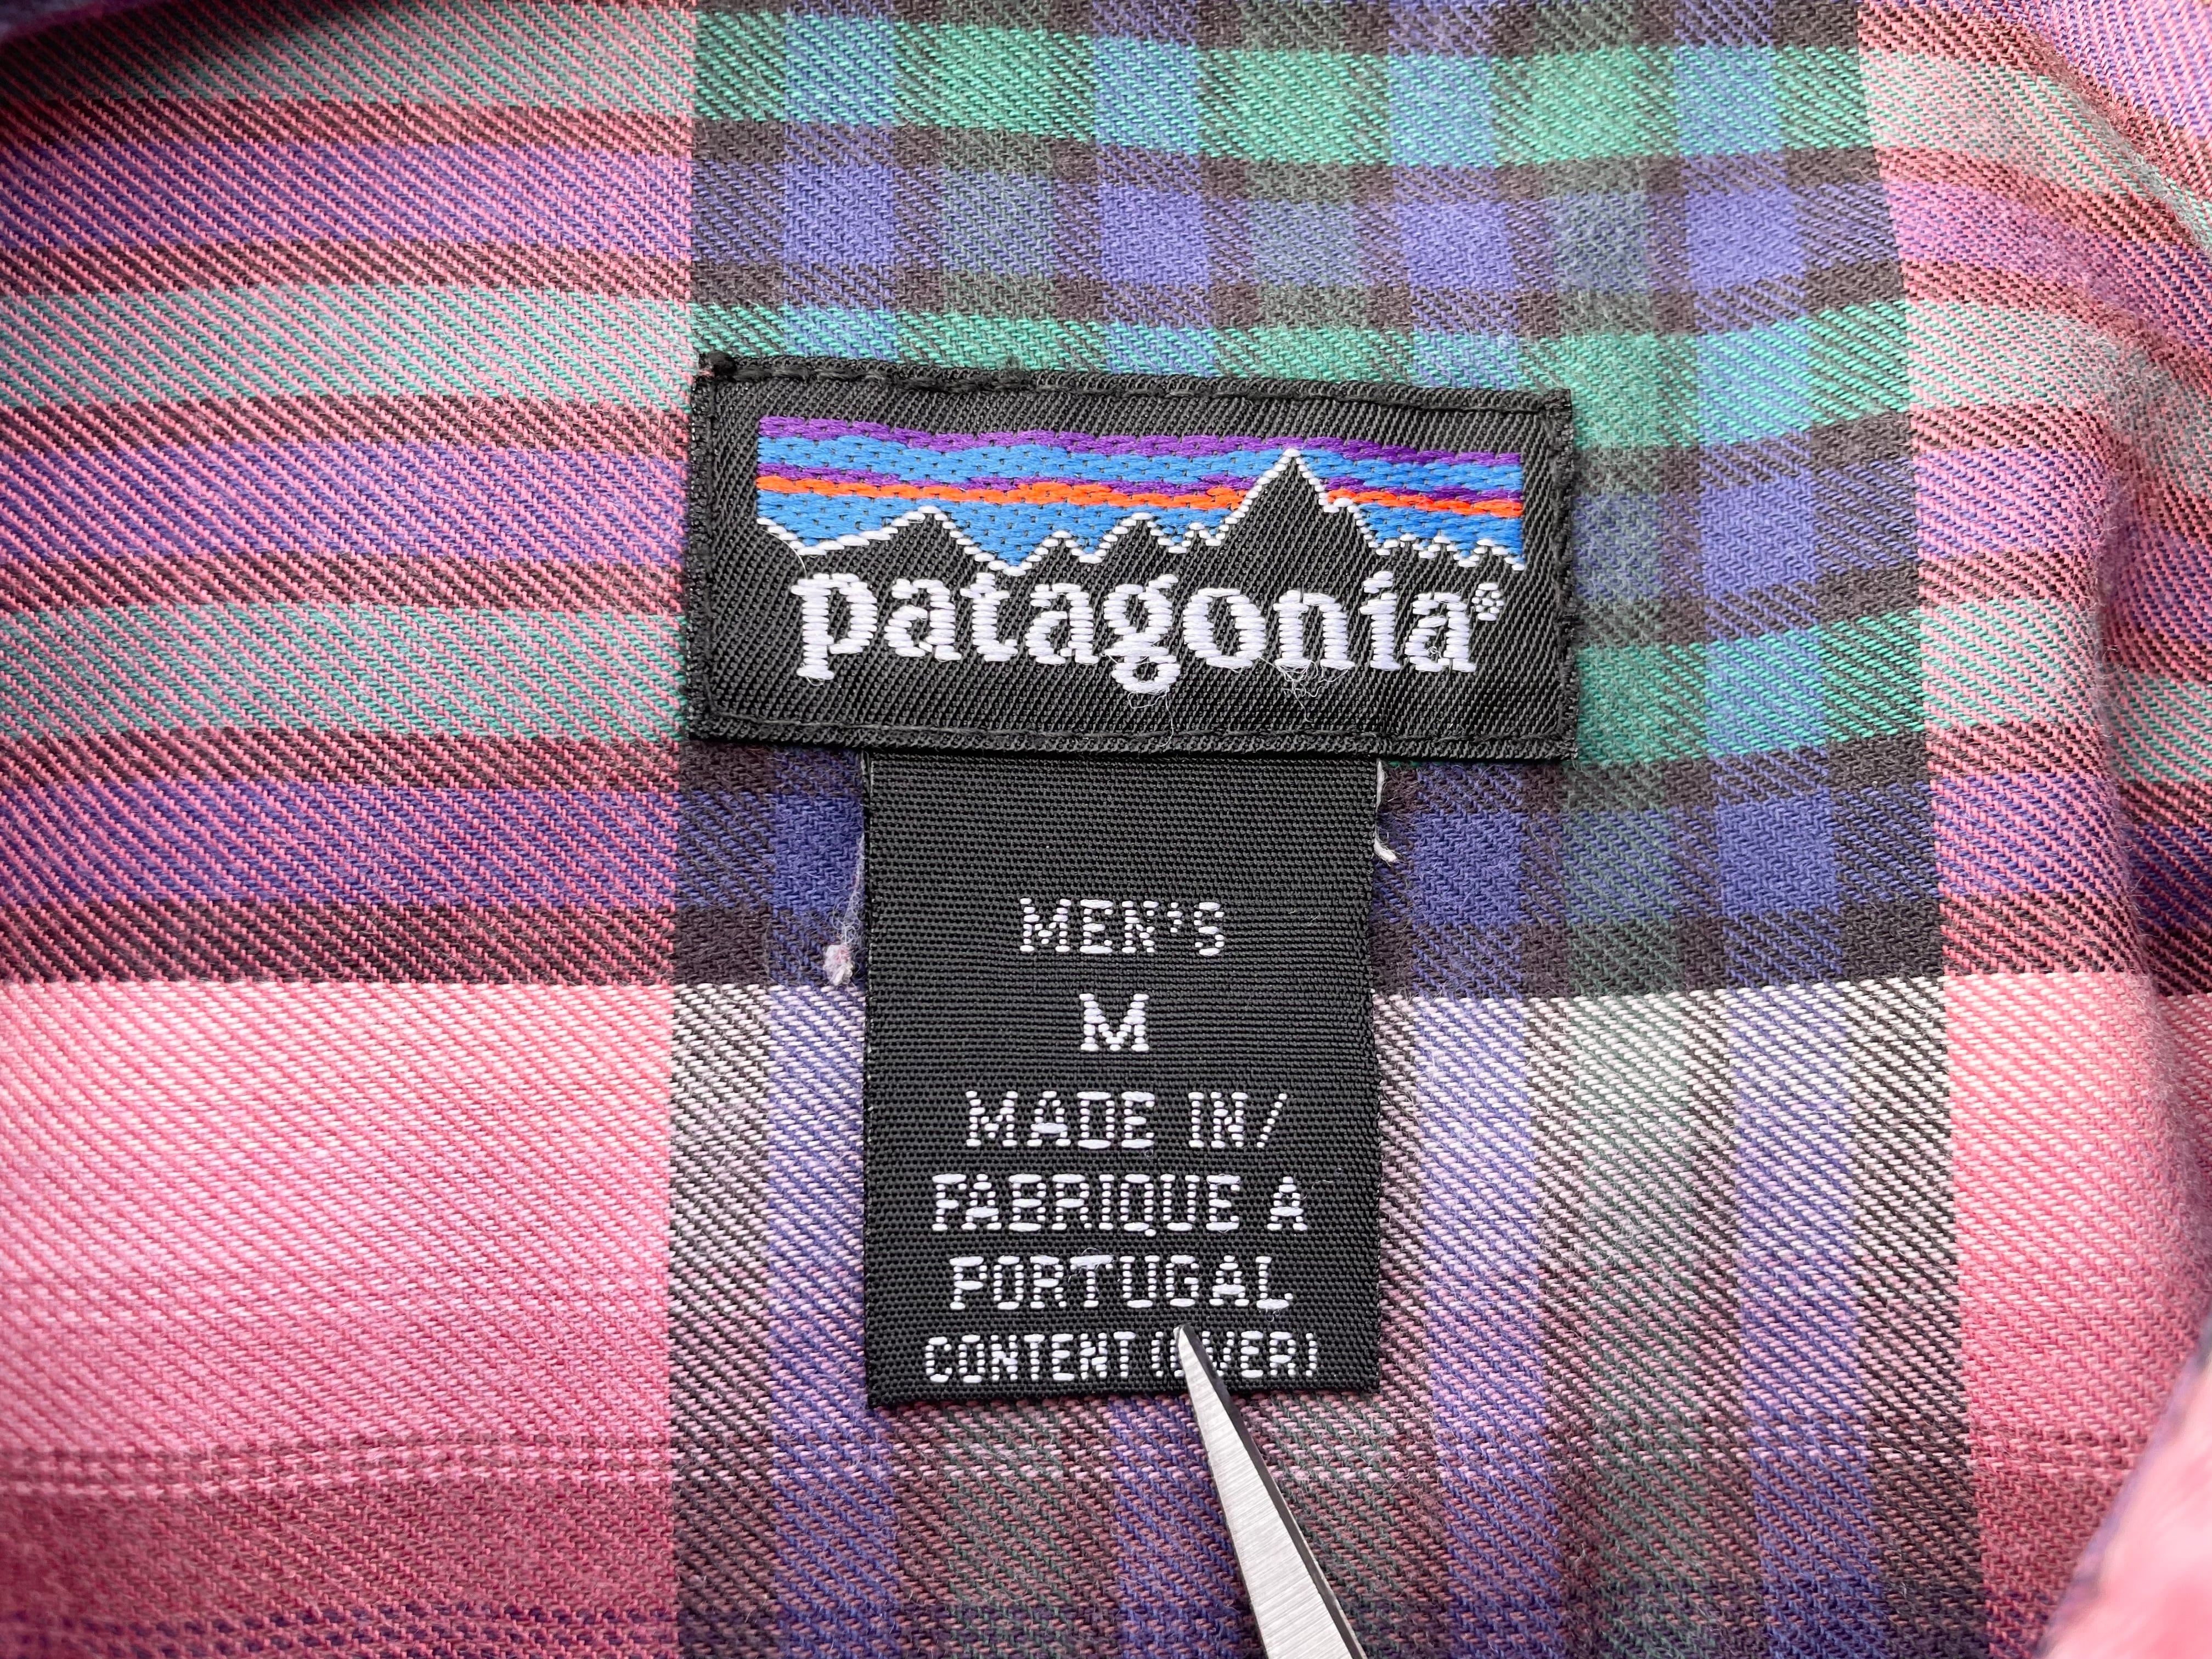 patagonia®
MEN'S
M
MADE IN/
FABRIQUE A
PORTUGAL
CONTENT (OVER)